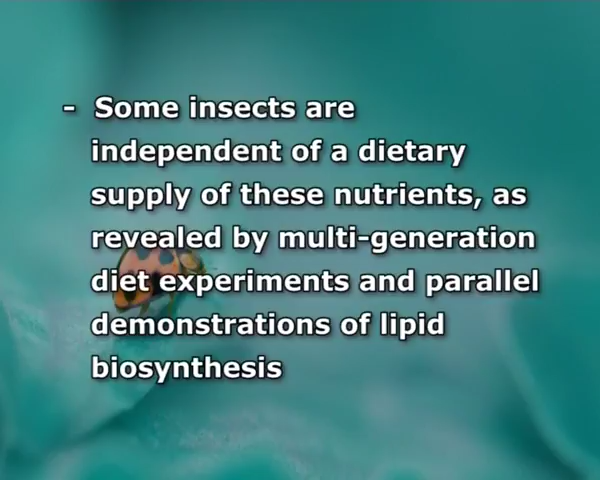 - Some insects are
independent of a dietary
supply of these nutrients, as
revealed by multi-generation
diet experiments and parallel
demonstrations of lipid
biosynthesis